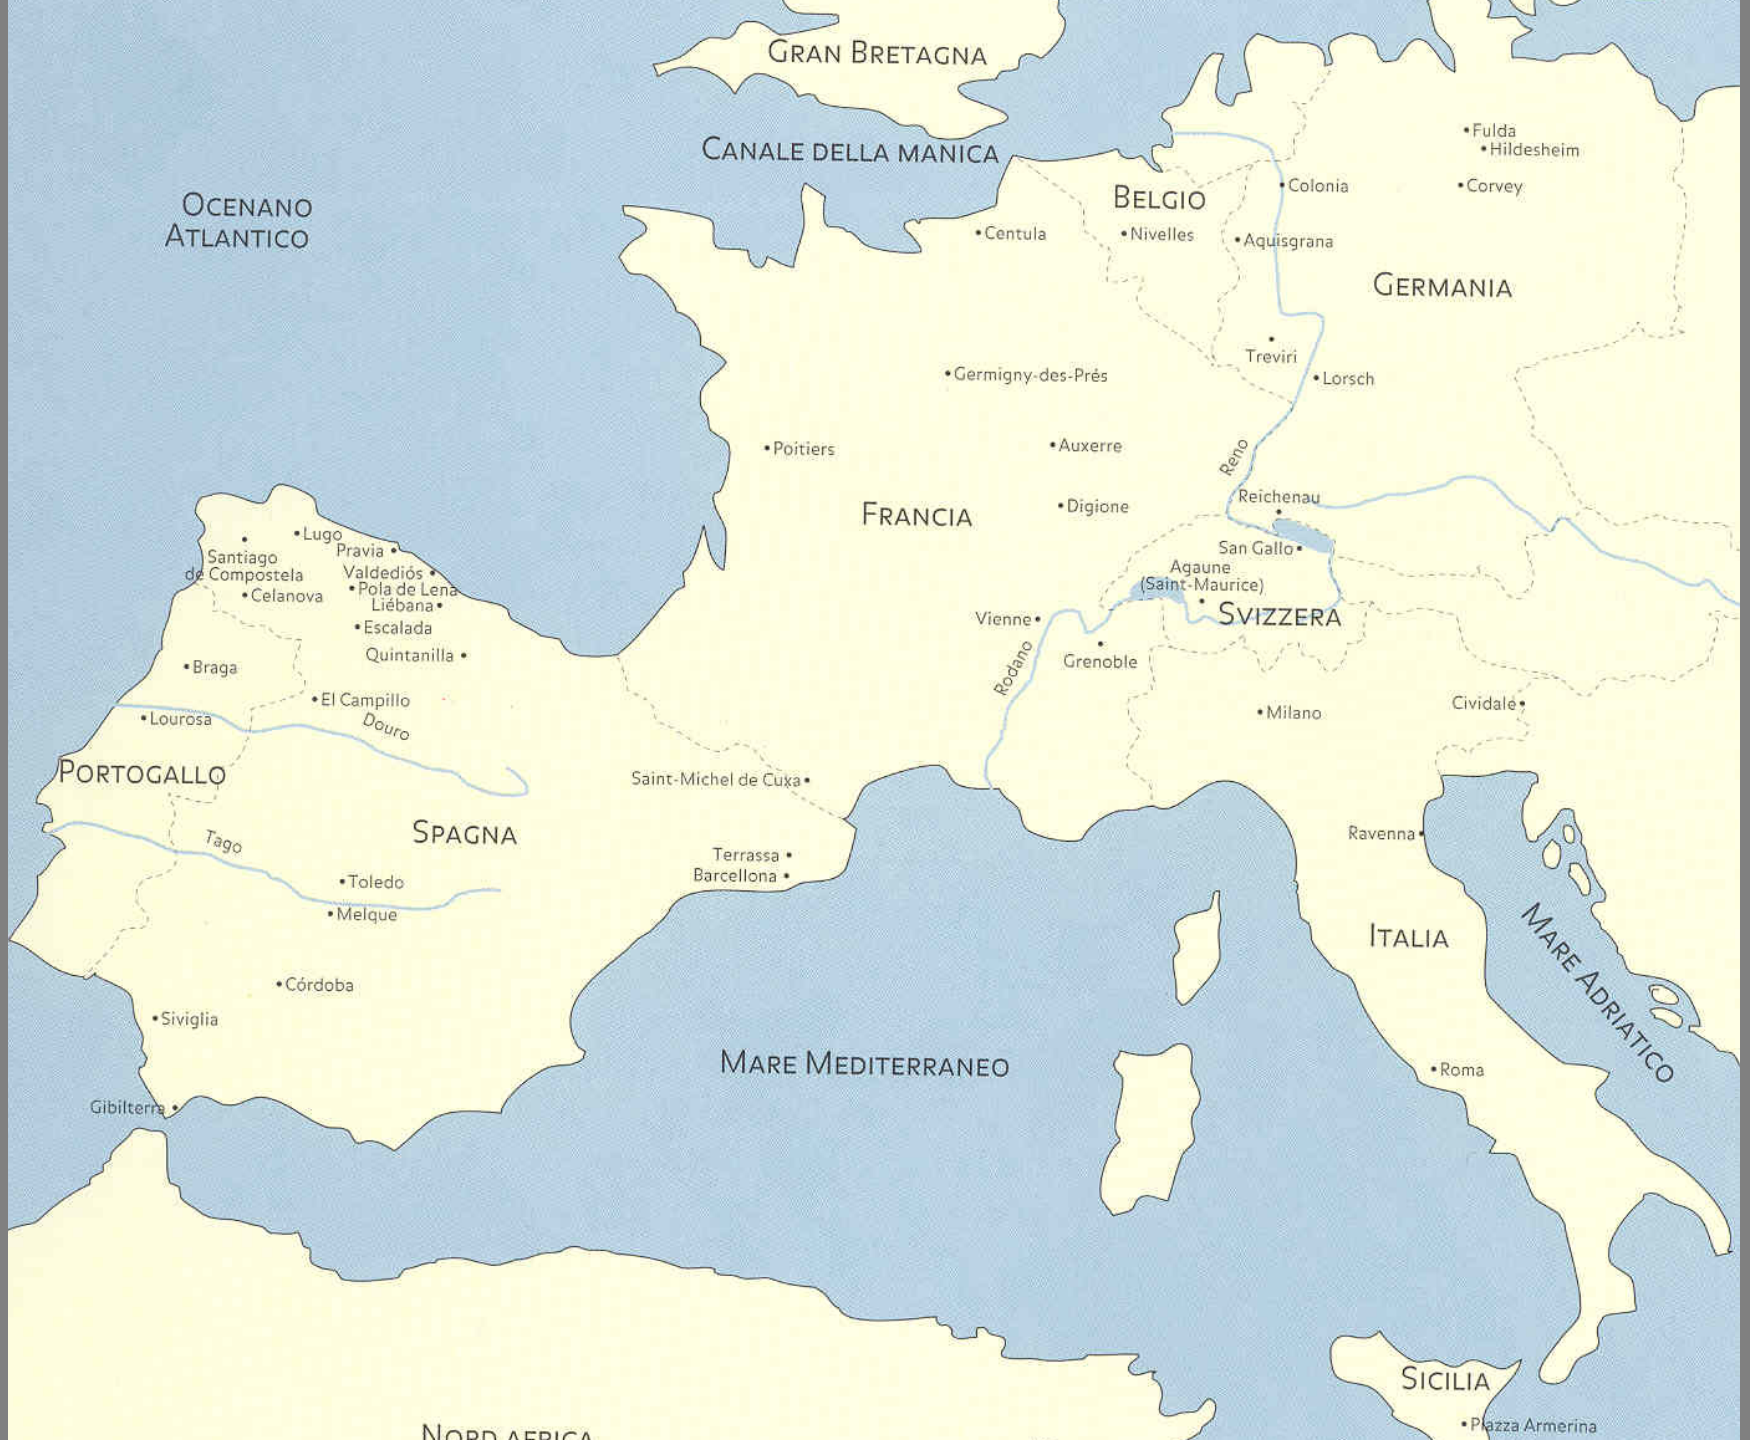 GRAN BRETAGNA
CANALE DELLA MANICA
OCENANO
ATLANTICO
Fulda
Hildesheim
Colonia
Corvey
BELGIO
Centula
Nivelles
Aquisgrana
GERMANIA
Treviri
Lorsch
Germigny-des-Prés
Poitiers
Auxerre
Reno
Reichenau
Digione
FRANCIA
San Gallo
Agaune
(Saint-Maurice)
SVIZZERA
Vienne
Grenoble
Rodano
Lugo
Santiago
de Compostela
Pravia
Valdediós
Pola de Lena
Celanova
Liébana
Escalada
Quintanilla
Braga
El Campillo
Lourosa
Douro
Milano
Cividale
PORTOGALLO
Saint-Michel de Cuxa
SPAGNA
Tago
Ravenna
Terrassa
Barcellona
Toledo
Melque
ITALIA
MARE ADRIATICO
Córdoba
Siviglia
MARE MEDITERRANEO
Roma
Gibilterra
SICILIA
Piazza Armerina
NORD AFRICA